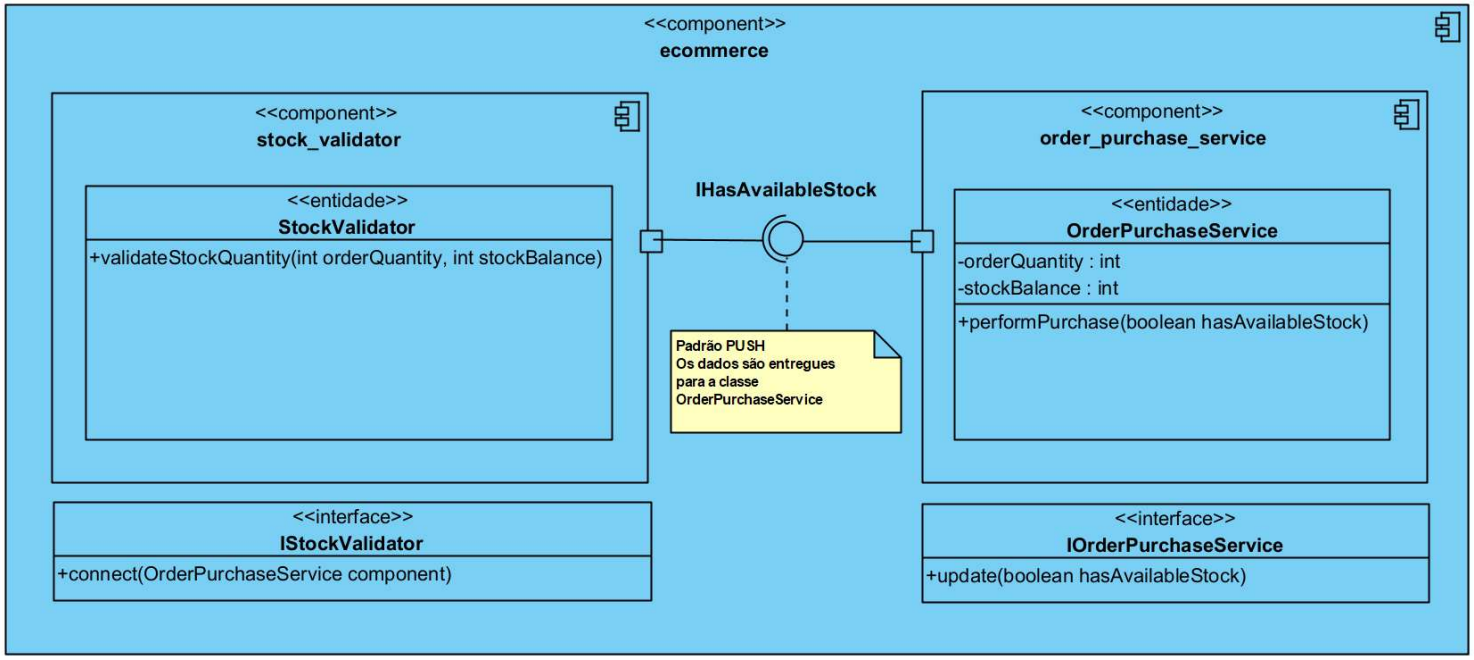 <<component>>
ecommerce
<<component>>
stock_validator
<<entidade>>
StockValidator
+validateStockQuantity(int orderQuantity, int stockBalance)
IHasAvailableStock
Padrão PUSH
Os dados são entregues
para a classe
OrderPurchaseService
<<component>>
order_purchase_service
<<entidade>>
OrderPurchaseService
-orderQuantity : int
-stockBalance : int
+performPurchase(boolean hasAvailableStock)
<<interface>>
IStockValidator
+connect(OrderPurchaseService component)
<<interface>>
IOrderPurchaseService
+update(boolean hasAvailableStock)